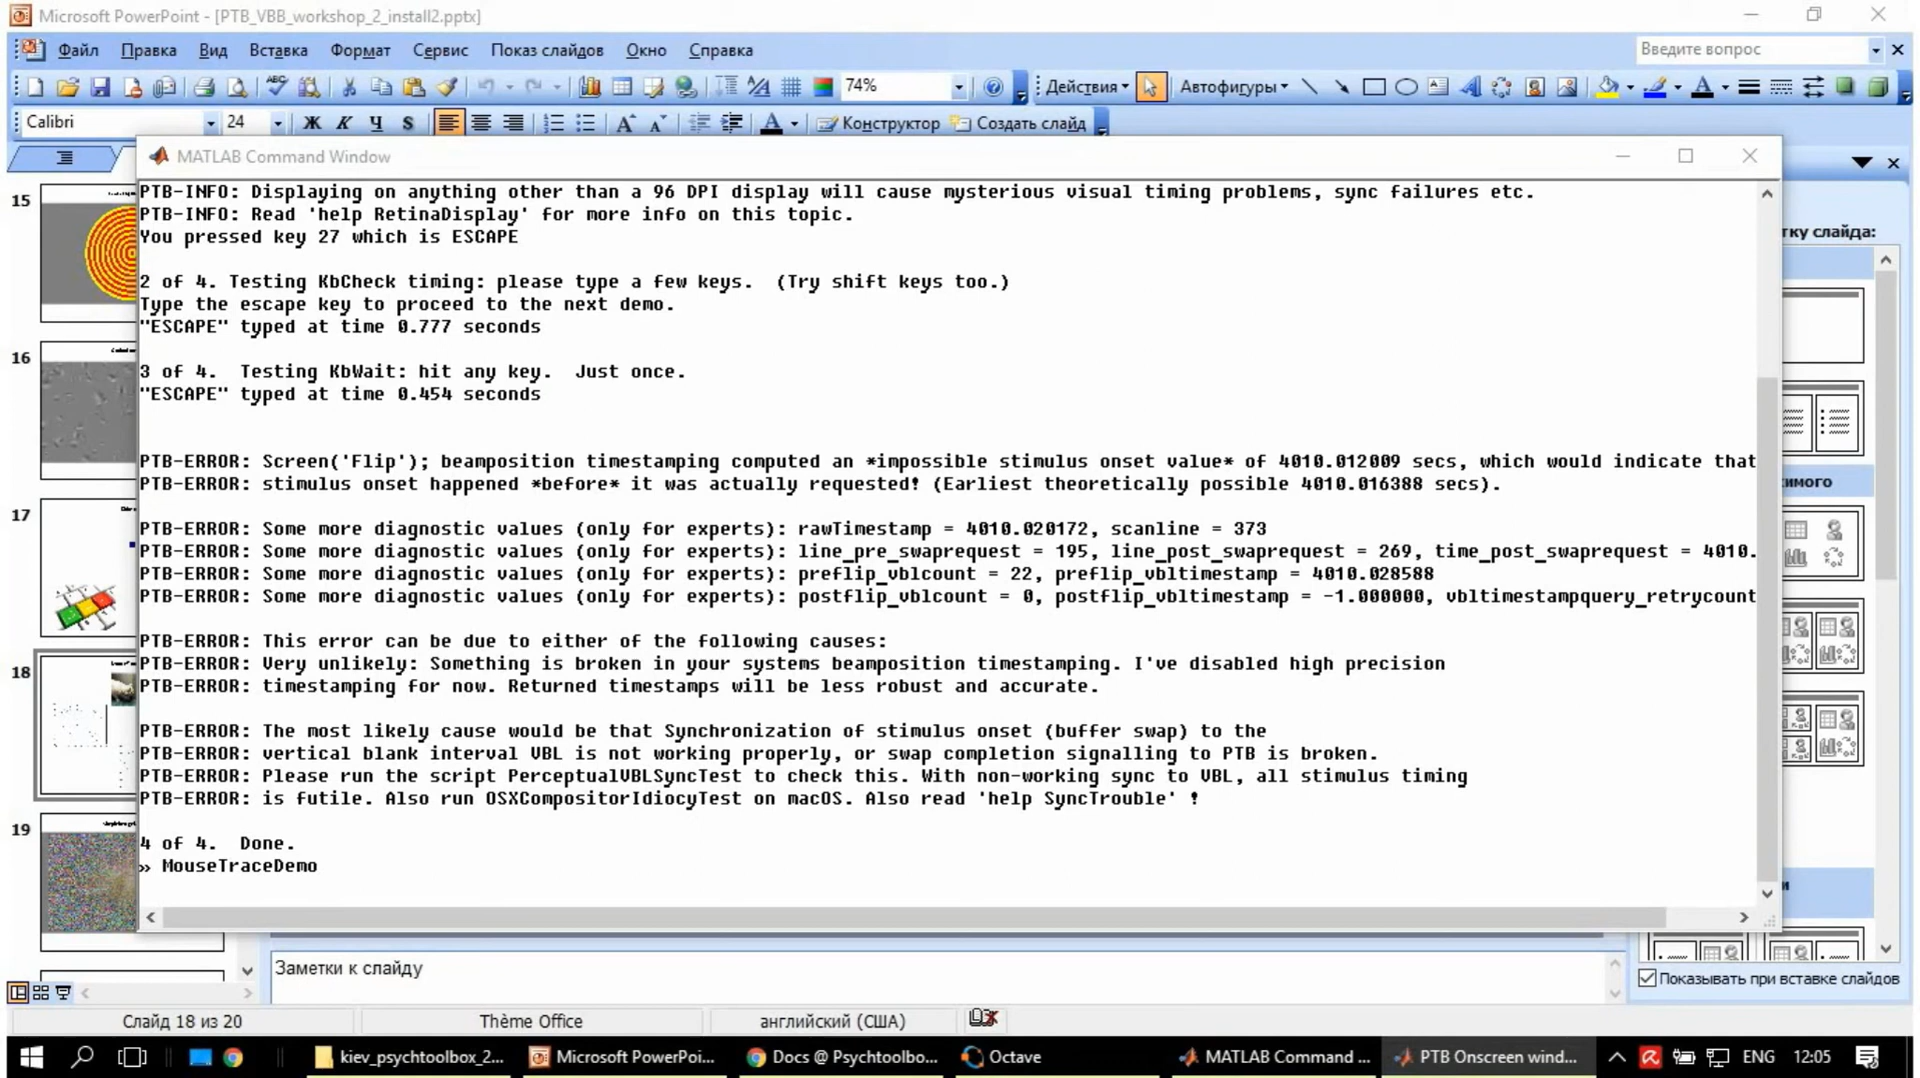 Microsoft PowerPoint - [PTB_VBB_workshop_2_install2.pptx]
Файл Правка Вид Вставка Формат Сервис Показ слайдов Окно Справка
Введите вопрос
74%
Действия Автофигуры
Calibri 24 Ж К Ч S
Конструктор Создать слайд
MATLAB Command Window
PTB-INFO: Displaying on anything other than a 96 DPI display will cause mysterious visual timing problems, sync failures etc.
PTB-INFO: Read 'help RetinaDisplay' for more info on this topic.
You pressed key 27 which is ESCAPE
2 of 4. Testing KbCheck timing: please type a few keys. (Try shift keys too.)
Type the escape key to proceed to the next demo.
"ESCAPE" typed at time 0.777 seconds
3 of 4. Testing KbWait: hit any key. Just once.
"ESCAPE" typed at time 0.454 seconds
PTB-ERROR: Screen('Flip'); beamposition timestamping computed an *impossible stimulus onset value* of 4010.012009 secs, which would indicate that
PTB-ERROR: stimulus onset happened *before* it was actually requested! (Earliest theoretically possible 4010.016388 secs).
PTB-ERROR: Some more diagnostic values (only for experts): rawTimestamp = 4010.020172, scanline = 373
PTB-ERROR: Some more diagnostic values (only for experts): line_pre_swaprequest = 195, line_post_swaprequest = 269, time_post_swaprequest = 4010.
PTB-ERROR: Some more diagnostic values (only for experts): preflip_vblcount = 22, preflip_vbltimestamp = 4010.028588
PTB-ERROR: Some more diagnostic values (only for experts): postflip_vblcount = 0, postflip_vbltimestamp = -1.000000, vbltimestampquery_retrycount
PTB-ERROR: This error can be due to either of the following causes:
PTB-ERROR: Very unlikely: Something is broken in your systems beamposition timestamping. I've disabled high precision
PTB-ERROR: timestamping for now. Returned timestamps will be less robust and accurate.
PTB-ERROR: The most likely cause would be that Synchronization of stimulus onset (buffer swap) to the
PTB-ERROR: vertical blank interval VBL is not working properly, or swap completion signalling to PTB is broken.
PTB-ERROR: Please run the script PerceptualVBLSyncTest to check this. With non-working sync to VBL, all stimulus timing
PTB-ERROR: is futile. Also run OSXCompositorIdiocyTest on macOS. Also read 'help SyncTrouble' !
4 of 4. Done.
» MouseTraceDemo
15
16
17
18
19
тку слайда:
имого
и
Заметки к слайду
Показывать при вставке слайдов
Слайд 18 из 20 Thème Office английский (США)
kiev_psychtoolbox_2... Microsoft PowerPoi... Docs @ Psychtoolbo... Octave MATLAB Command ... PTB Onscreen wind... ENG 12:05